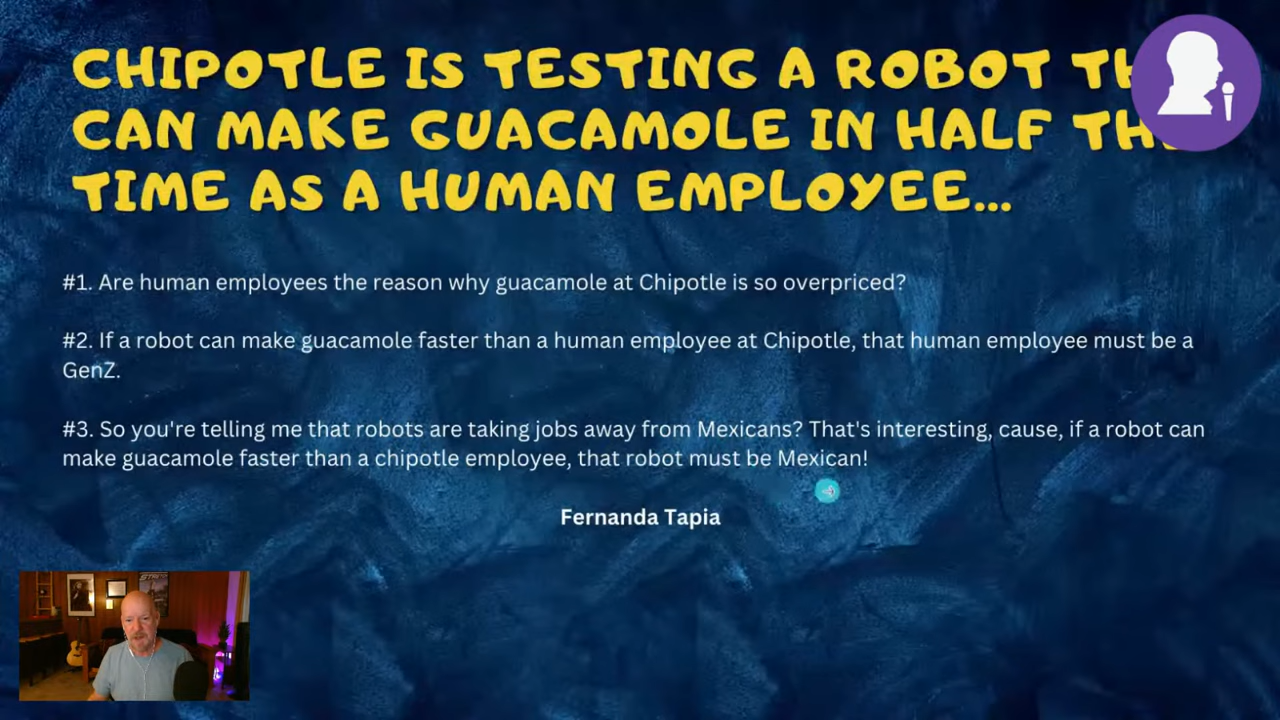 CHIPOTLE IS TESTING A ROBOT
CAN MAKE GUACAMOLE IN HALF
TIME AS A HUMAN EMPLOYEE...
#1. Are human employees the reason why guacamole at Chipotle is so overpriced?
#2. If a robot can make guacamole faster than a human employee at Chipotle, that human employee must be a
GenZ.
#3. So you're telling me that robots are taking jobs away from Mexicans? That's interesting, cause, if a robot can
make guacamole faster than a chipotle employee, that robot must be Mexican!
Fernanda Tapia